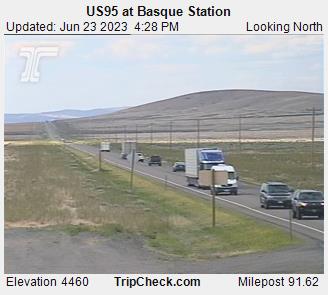 US95 at Basque Station
Updated: Jun 23 2023 4:28 PM Looking North
Elevation 4460 TripCheck.com Milepost 91.62